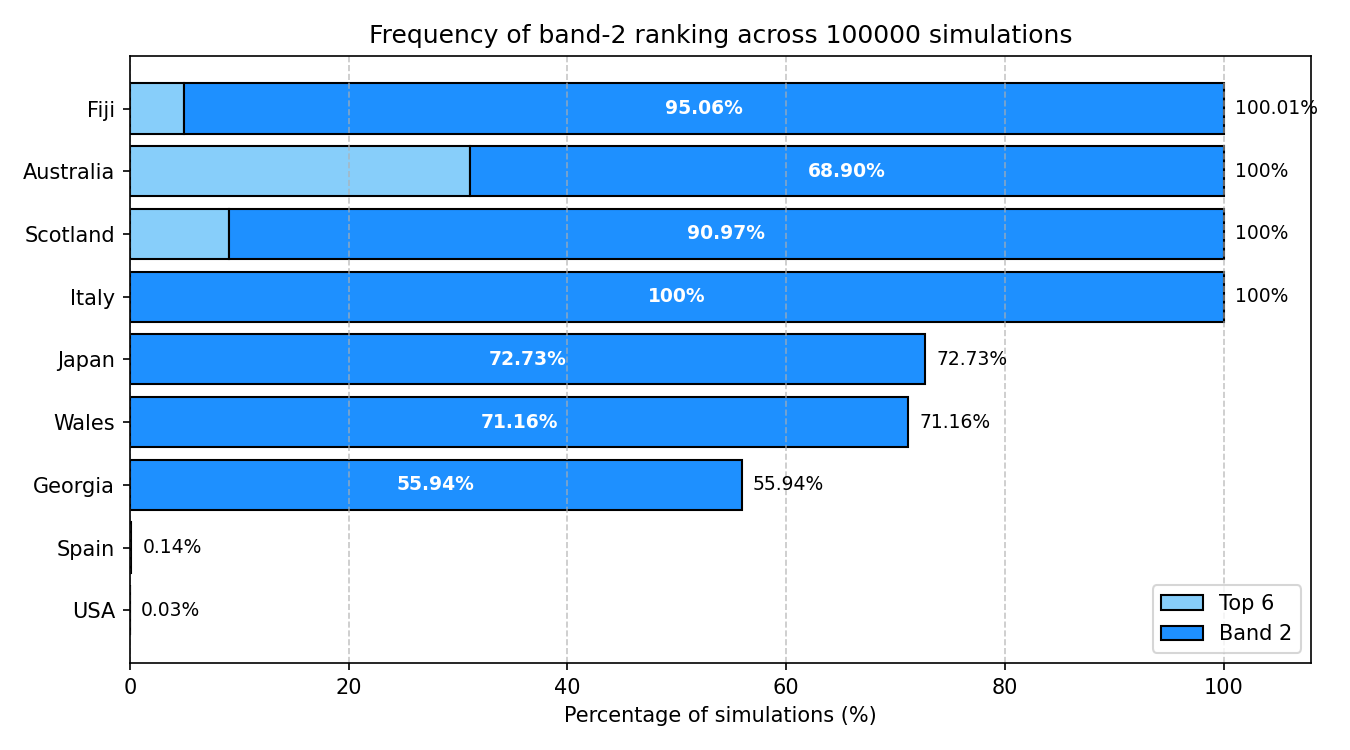 Frequency of band-2 ranking across 100000 simulations
Fiji 95.06% 100.01%
Australia 68.90% 100%
Scotland 90.97% 100%
Italy 100% 100%
Japan 72.73% 72.73%
Wales 71.16% 71.16%
Georgia 55.94% 55.94%
Spain 0.14%
USA 0.03%
Top 6
Band 2
0 20 40 60 80 100
Percentage of simulations (%)